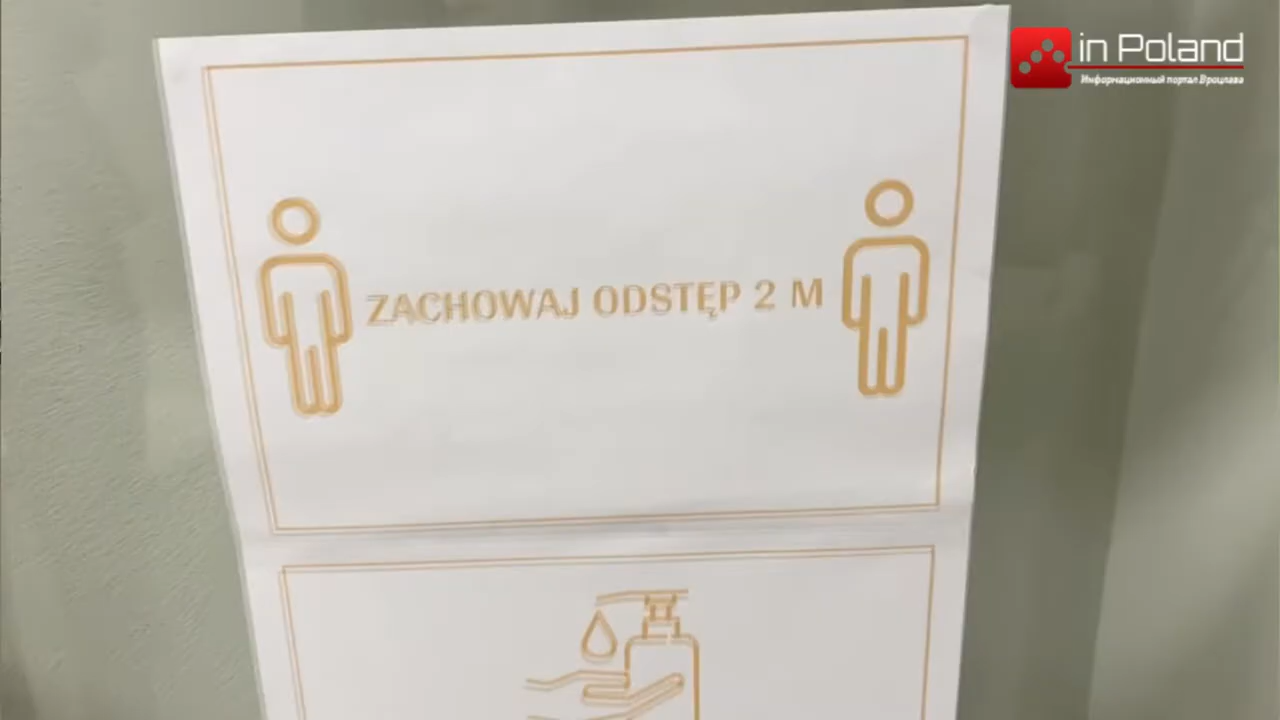 in Poland
Информационный портал Вроцлава
ZACHOWAJ ODSTĘP 2 M